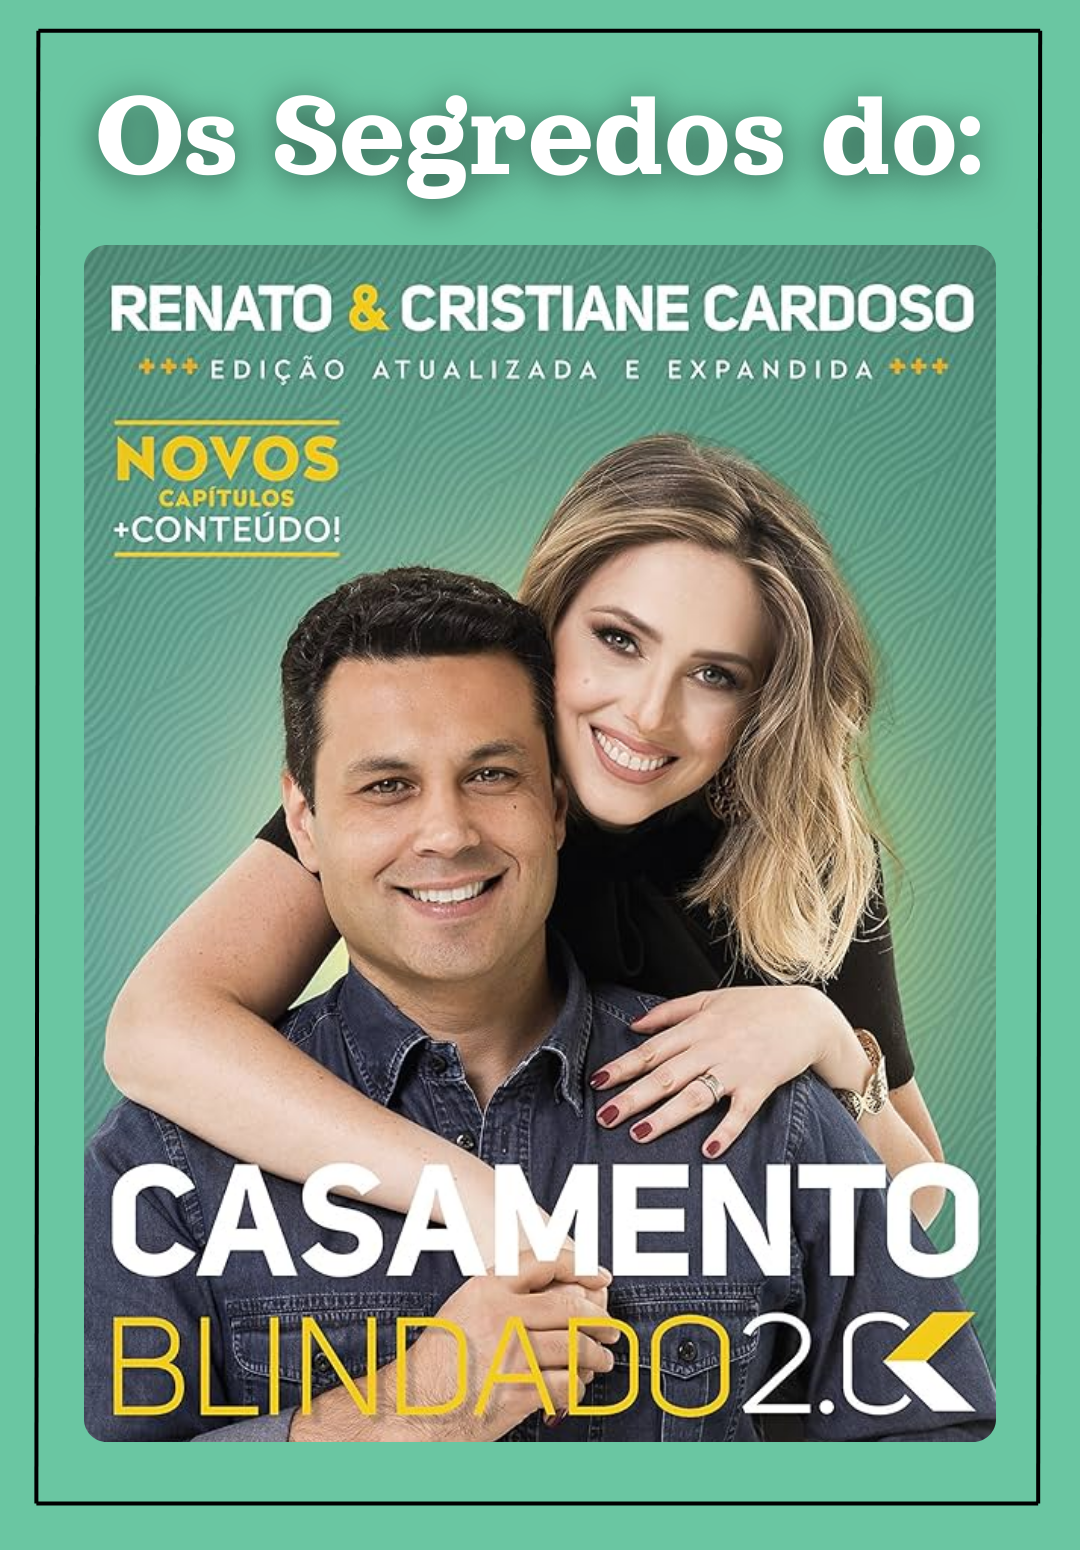 Os Segredos do:
RENATO & CRISTIANE CARDOSO
+++ EDIÇÃO ATUALIZADA E EXPANDIDA +++
NOVOS
CAPÍTULOS
+CONTEÚDO!
CASAMENTO
BLINDADO 2.0